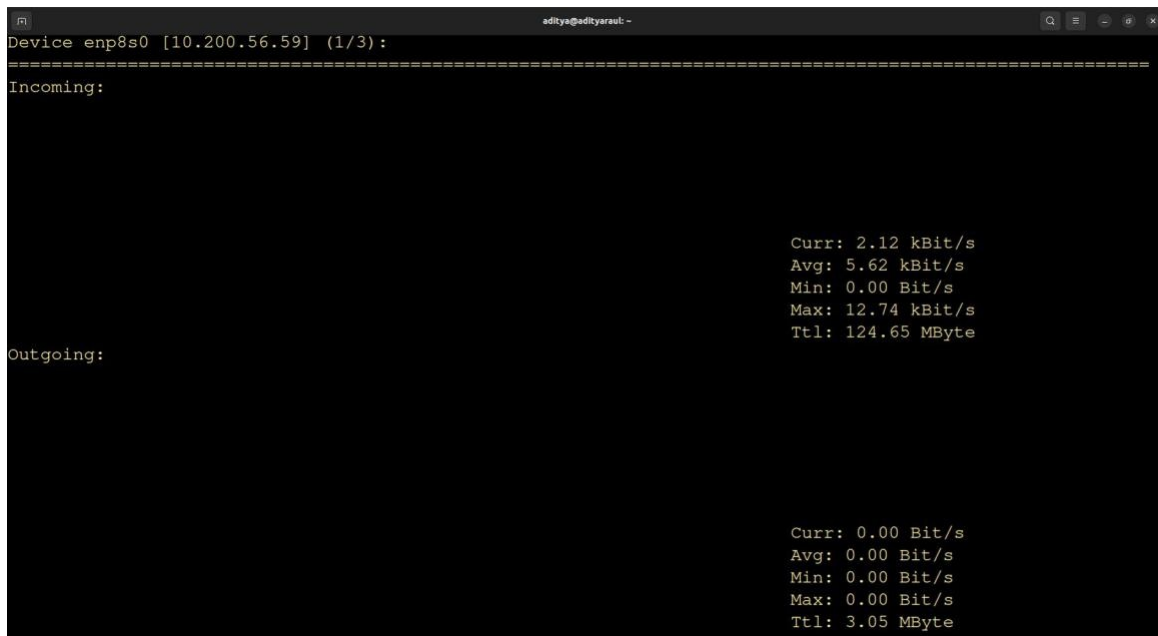 aditya@adityaraul: ~
Device enp8s0 [10.200.56.59] (1/3):
================================================================================================================
Incoming:
Curr: 2.12 kBit/s
Avg: 5.62 kBit/s
Min: 0.00 Bit/s
Max: 12.74 kBit/s
Ttl: 124.65 MByte
Outgoing:
Curr: 0.00 Bit/s
Avg: 0.00 Bit/s
Min: 0.00 Bit/s
Max: 0.00 Bit/s
Ttl: 3.05 MByte